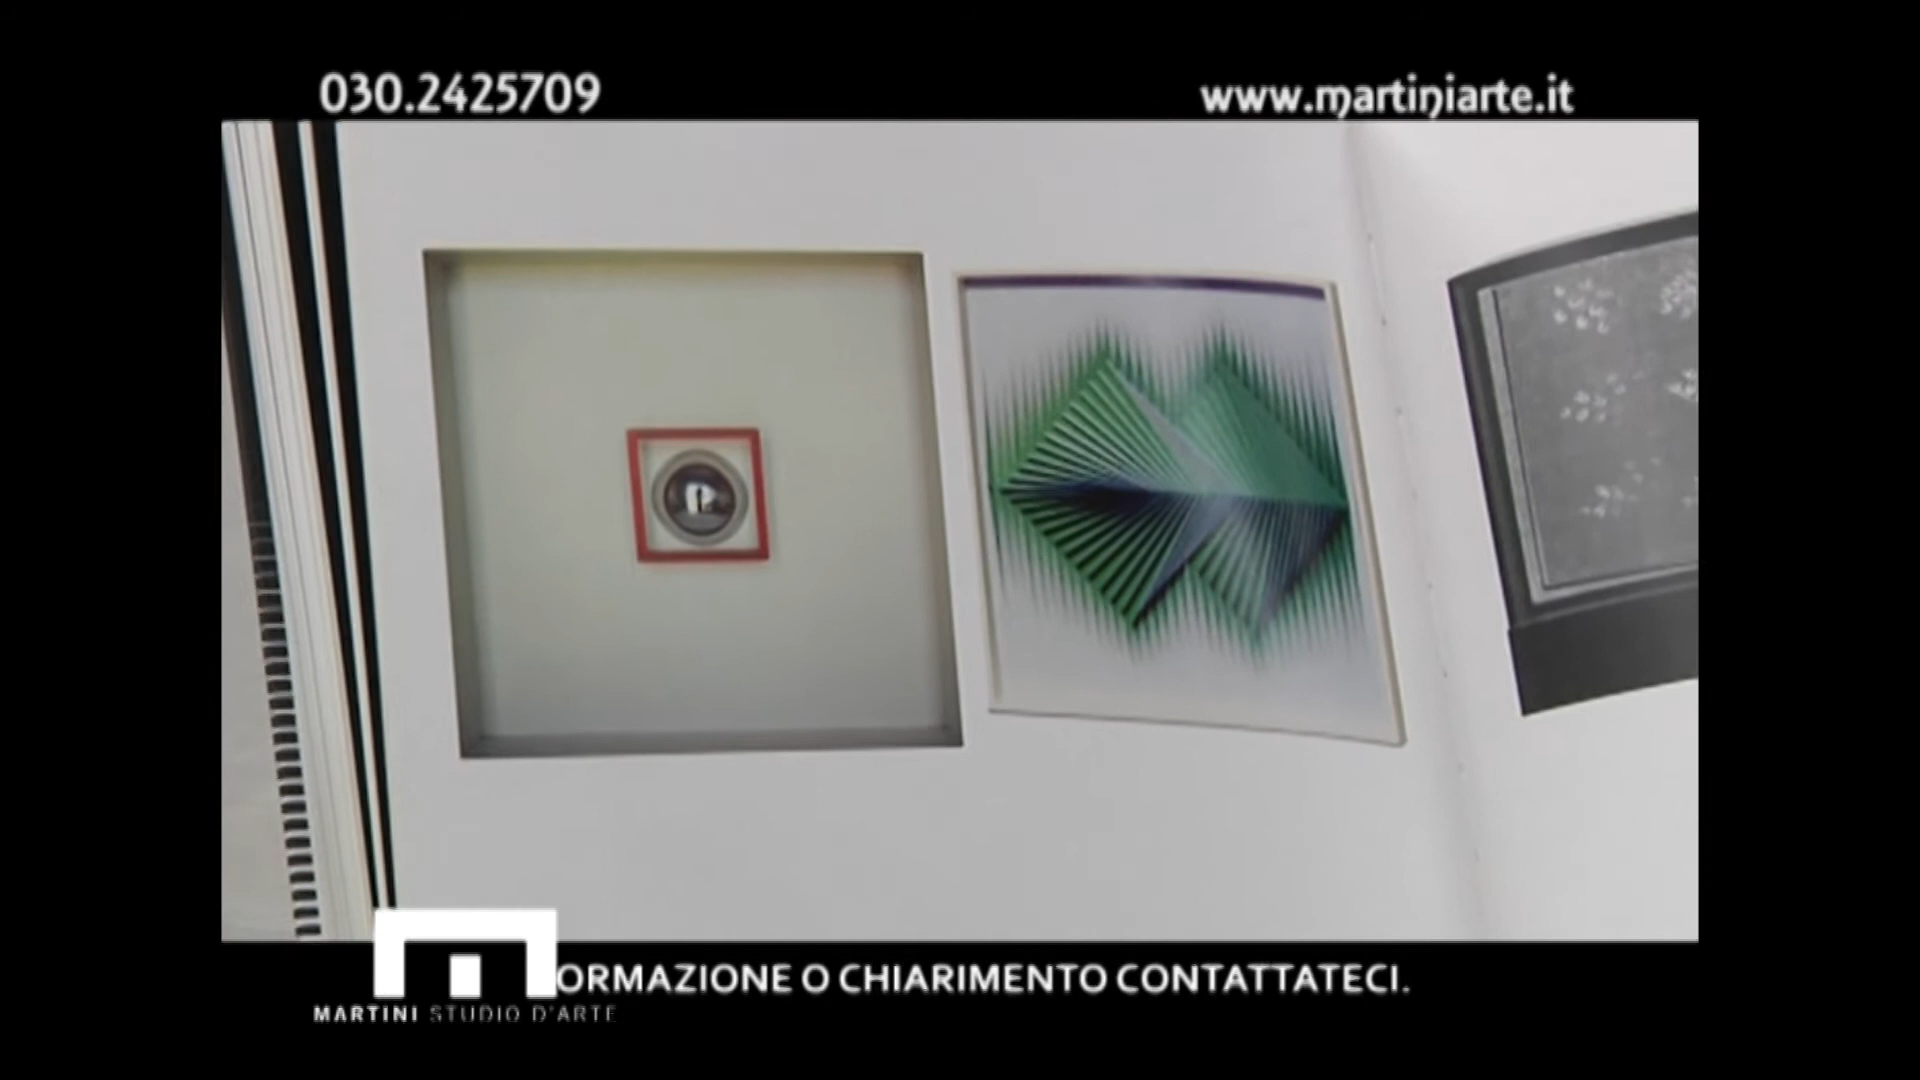 030.2425709
www.martiniarte.it
ORMAZIONE O CHIARIMENTO CONTATTATECI.
MARTINI STUDIO D'ARTE